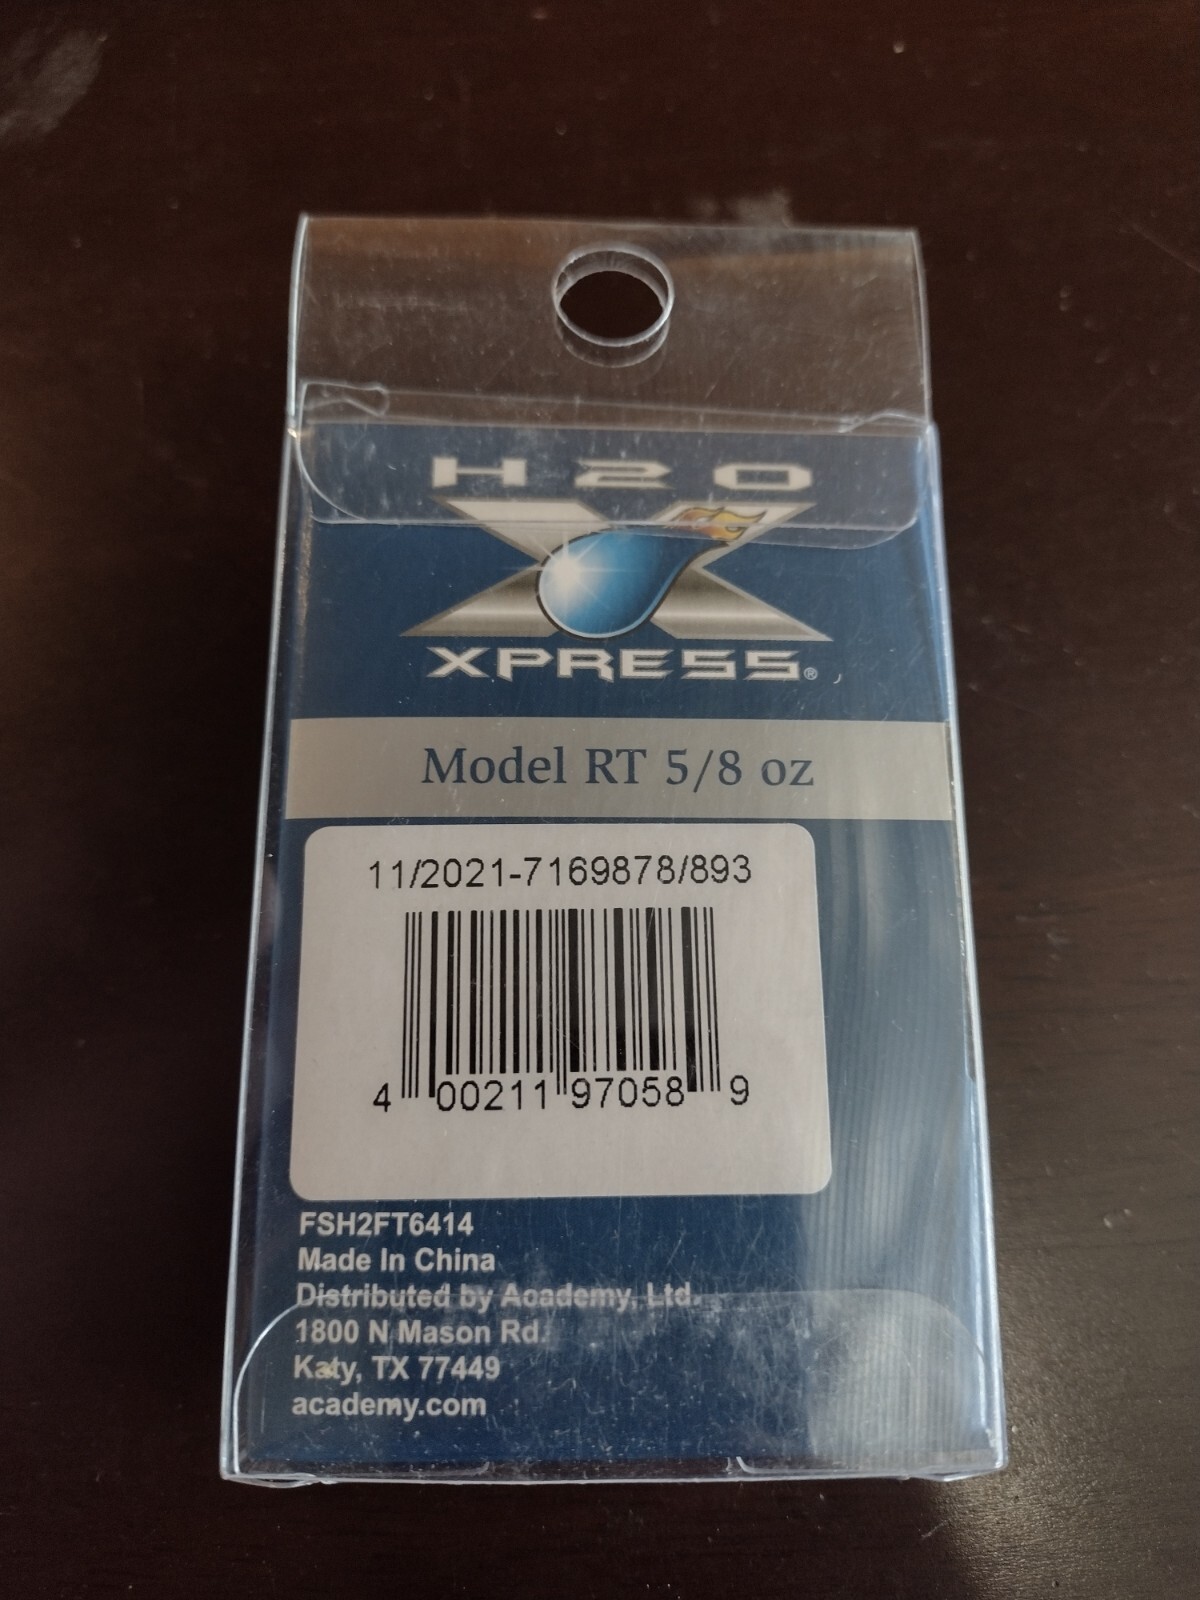 H2O
X
XPRESS®
Model RT 5/8 oz
11/2021-7169878/893
4 00211 97058 9
FSH2FT6414
Made In China
Distributed by Academy, Ltd.
1800 N Mason Rd.
Katy, TX 77449
academy.com